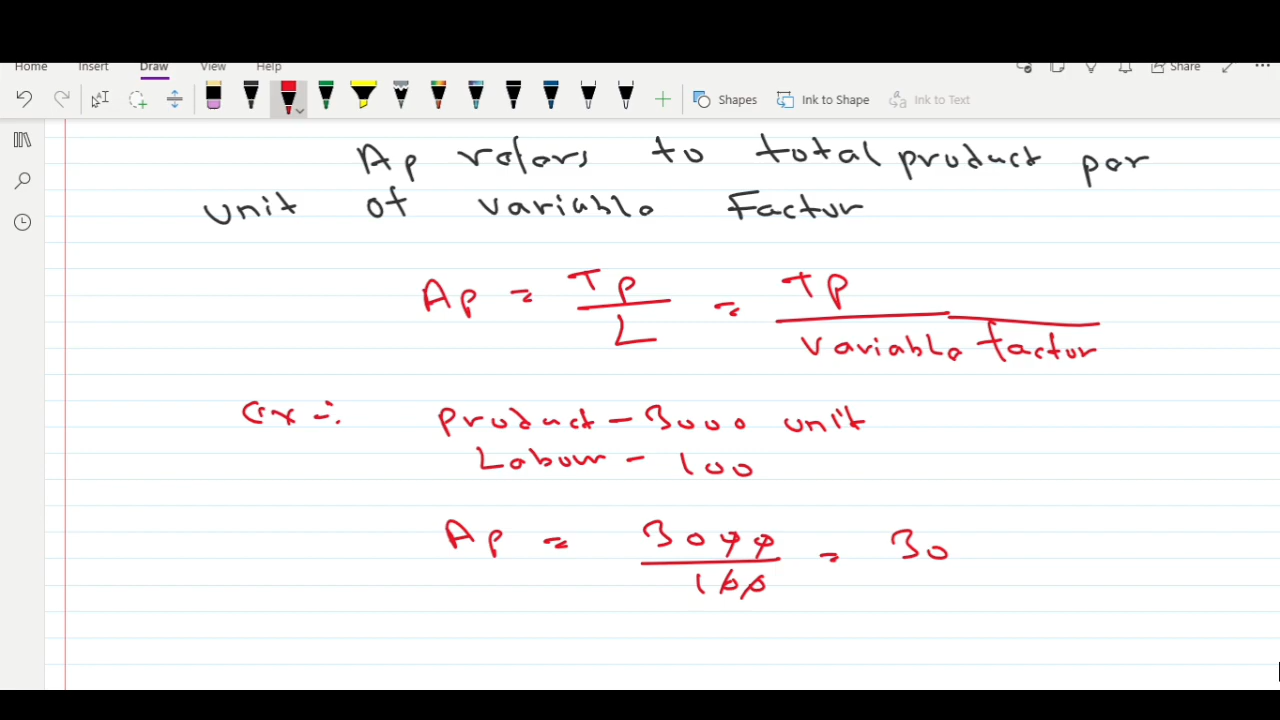 Home Insert Draw View Help Share
Shapes Ink to Shape Ink to Text
Ap refers to total product per
unit of variable Factor
Ap = Tp / L = Tp / variable factor
Ex -: product - 3000 unit
Labour - 100
Ap = 3000 / 100 = 30